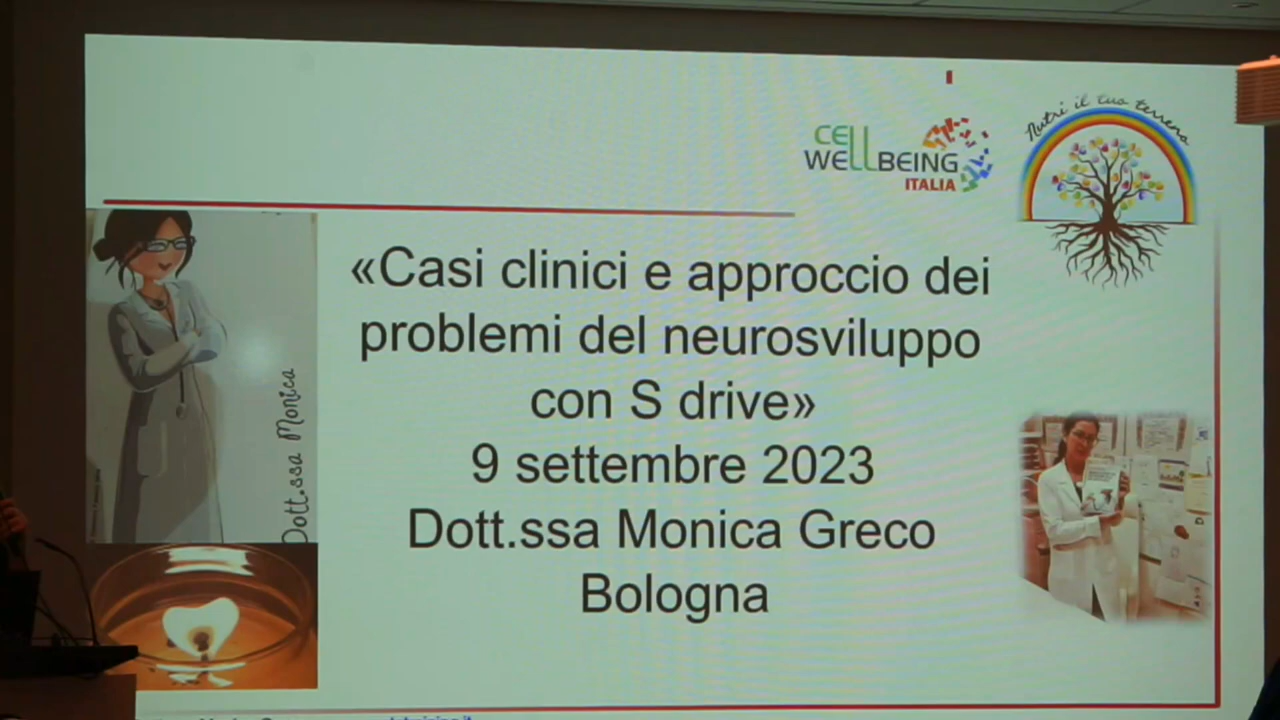 Nutri il tuo terreno
CELL
WELLBEING
ITALIA
«Casi clinici e approccio dei
problemi del neurosviluppo
con S drive»
9 settembre 2023
Dott.ssa Monica Greco
Bologna
Dott.ssa Monica